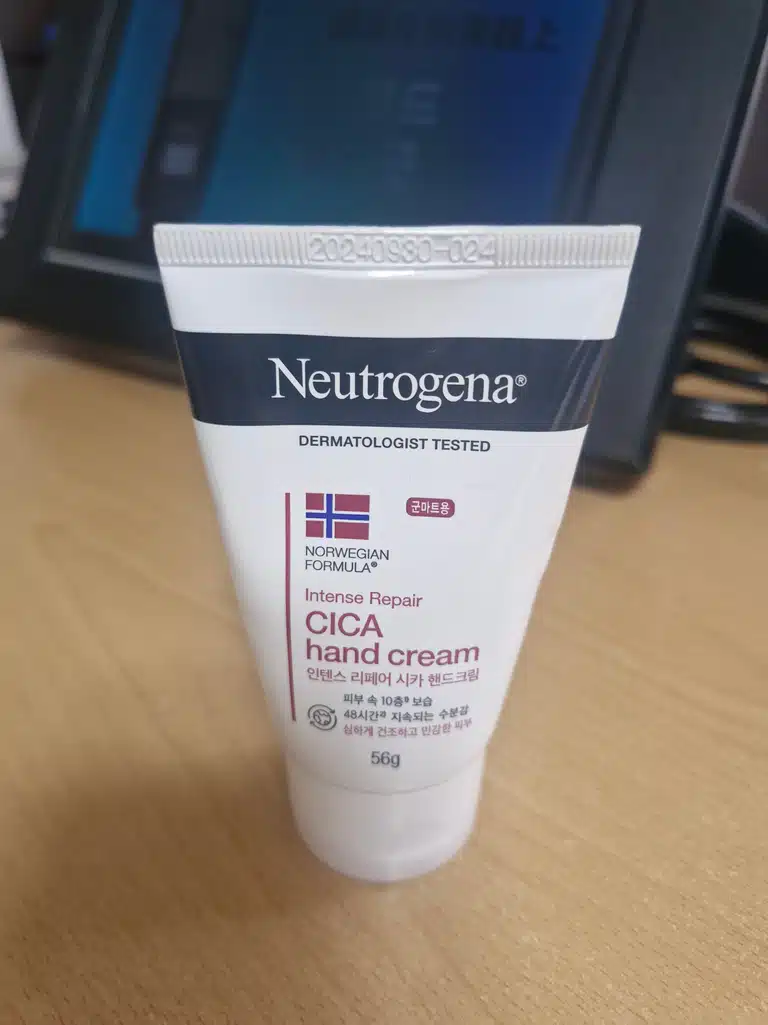 20240930-024
Neutrogena®
DERMATOLOGIST TESTED
군마트용
NORWEGIAN
FORMULA®
Intense Repair
CICA
hand cream
인텐스 리페어 시카 핸드크림
피부 속 10층 보습
48시간 지속되는 수분감
심하게 건조하고 민감한 피부
56g